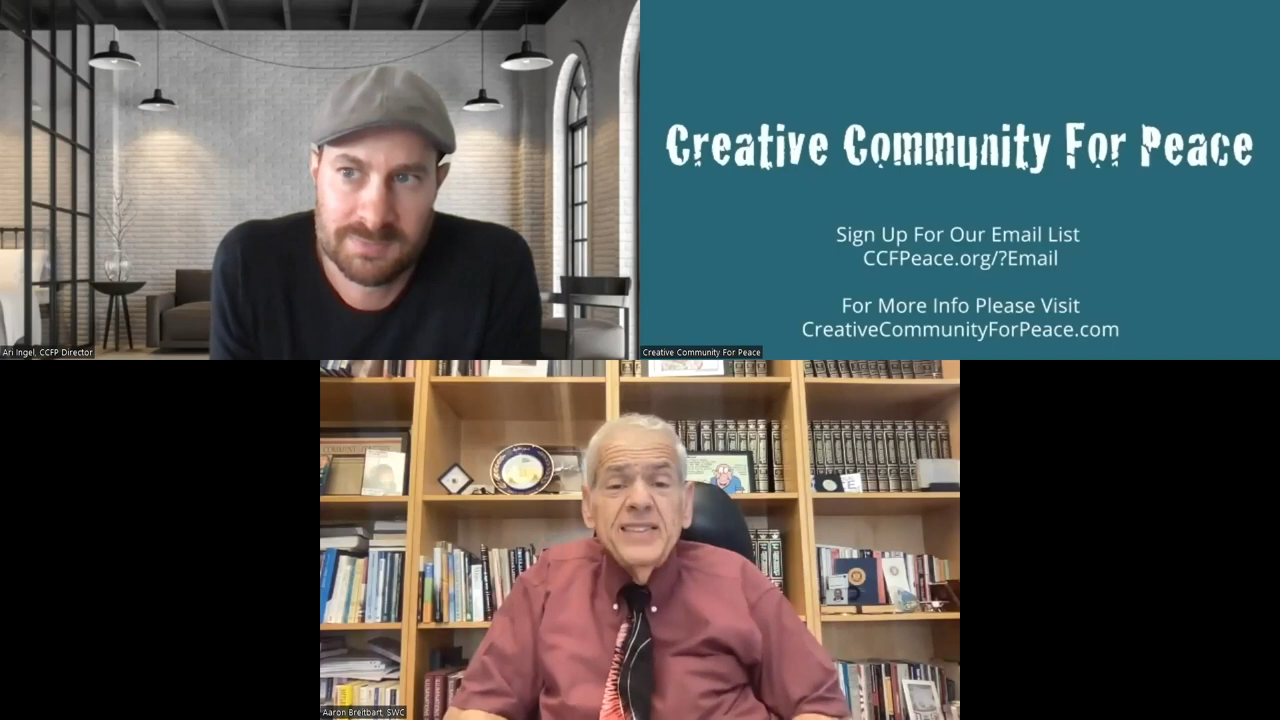 Creative Community For Peace
Sign Up For Our Email List
CCFPeace.org/?Email
For More Info Please Visit
CreativeCommunityForPeace.com
Ari Ingel, CCFP Director
Creative Community For Peace
Aaron Breitbart, SWC